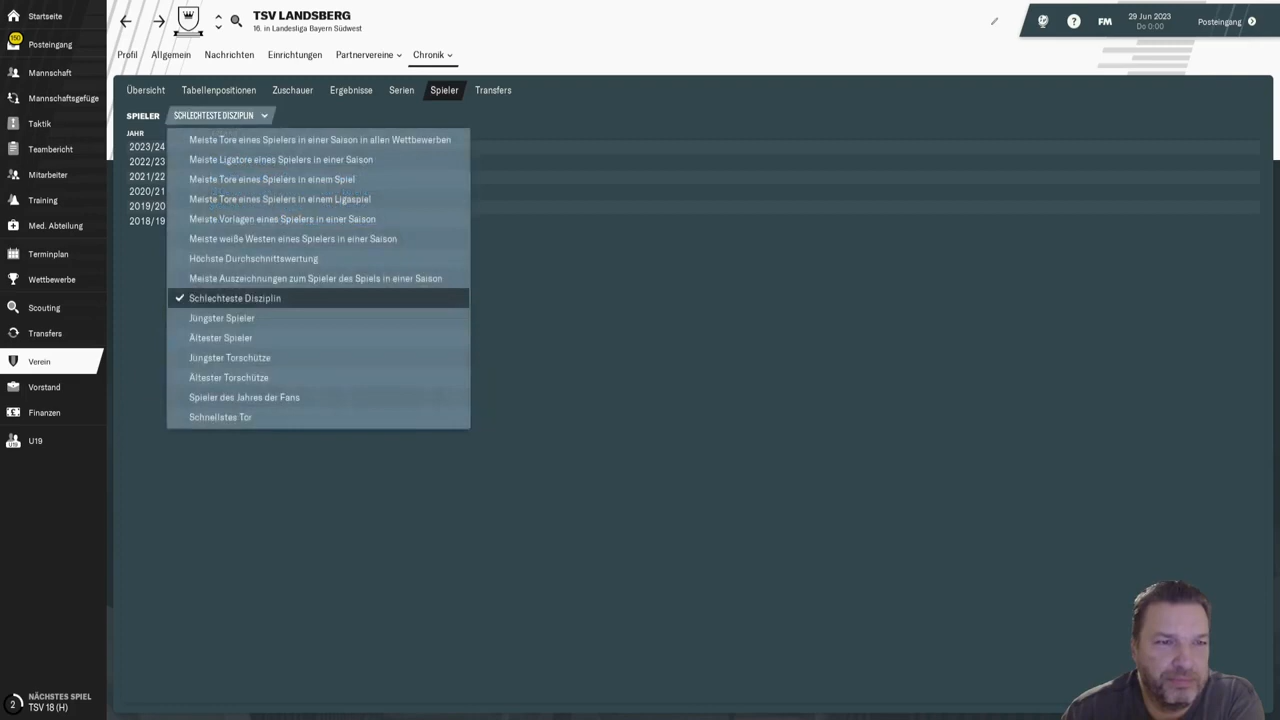 Startseite
150
Posteingang
Mannschaft
Mannschaftsgefüge
Taktik
Teambericht
Mitarbeiter
Training
Med. Abteilung
Terminplan
Wettbewerbe
Scouting
Transfers
Verein
Vorstand
Finanzen
U19
U19
2
NÄCHSTES SPIEL
TSV 18 (H)
TSV LANDSBERG
16. in Landesliga Bayern Südwest
? FM
29 Jun 2023
Do 0:00
Posteingang
Profil Allgemein Nachrichten Einrichtungen Partnervereine Chronik
Übersicht Tabellenpositionen Zuschauer Ergebnisse Serien Spieler Transfers
SPIELER SCHLECHTESTE DISZIPLIN
JAHR
2023/24
2022/23
2021/22
2020/21
2019/20
2018/19
Meiste Tore eines Spielers in einer Saison in allen Wettbewerben
Meiste Ligatore eines Spielers in einer Saison
Meiste Tore eines Spielers in einem Spiel
Meiste Tore eines Spielers in einem Ligaspiel
Meiste Vorlagen eines Spielers in einer Saison
Meiste weiße Westen eines Spielers in einer Saison
Höchste Durchschnittswertung
Meiste Auszeichnungen zum Spieler des Spiels in einer Saison
Schlechteste Disziplin
Jüngster Spieler
Ältester Spieler
Jüngster Torschütze
Ältester Torschütze
Spieler des Jahres der Fans
Schnellstes Tor